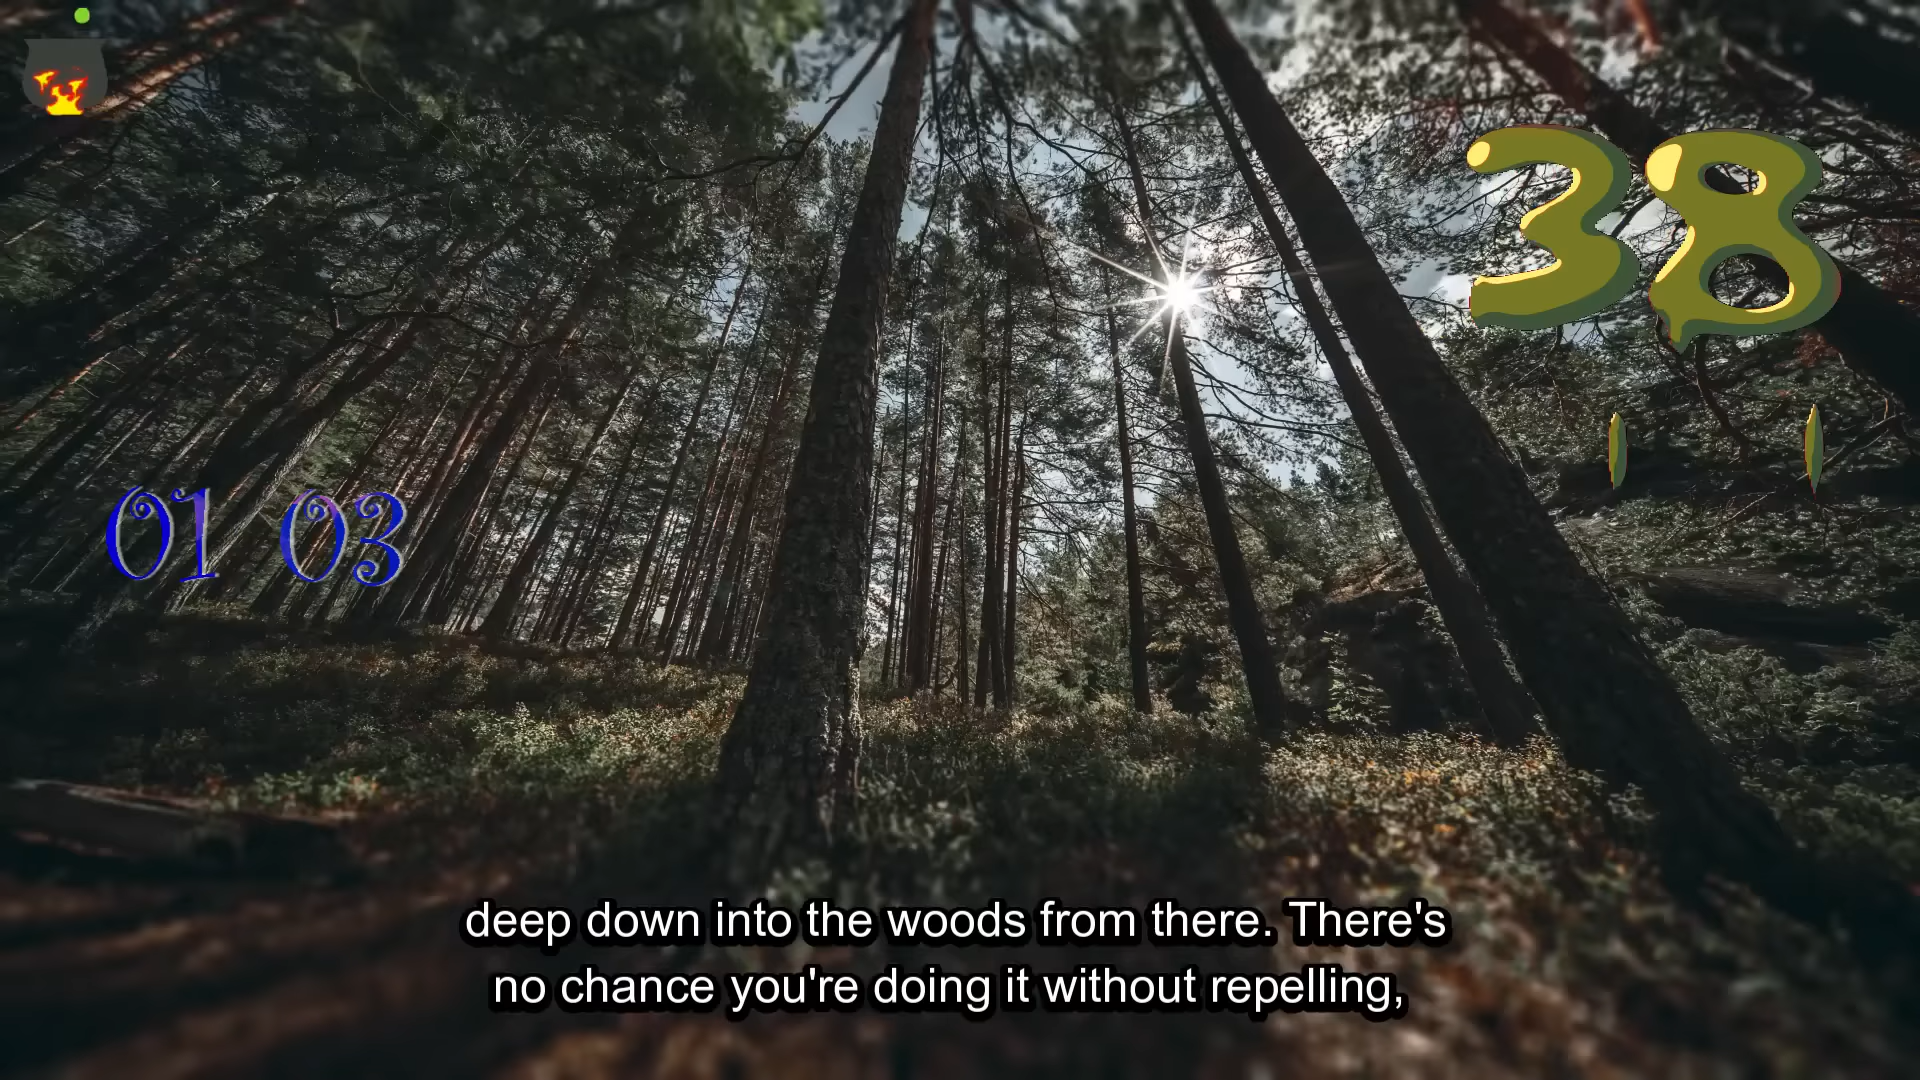 38
01 03
deep down into the woods from there. There's
no chance you're doing it without repelling,